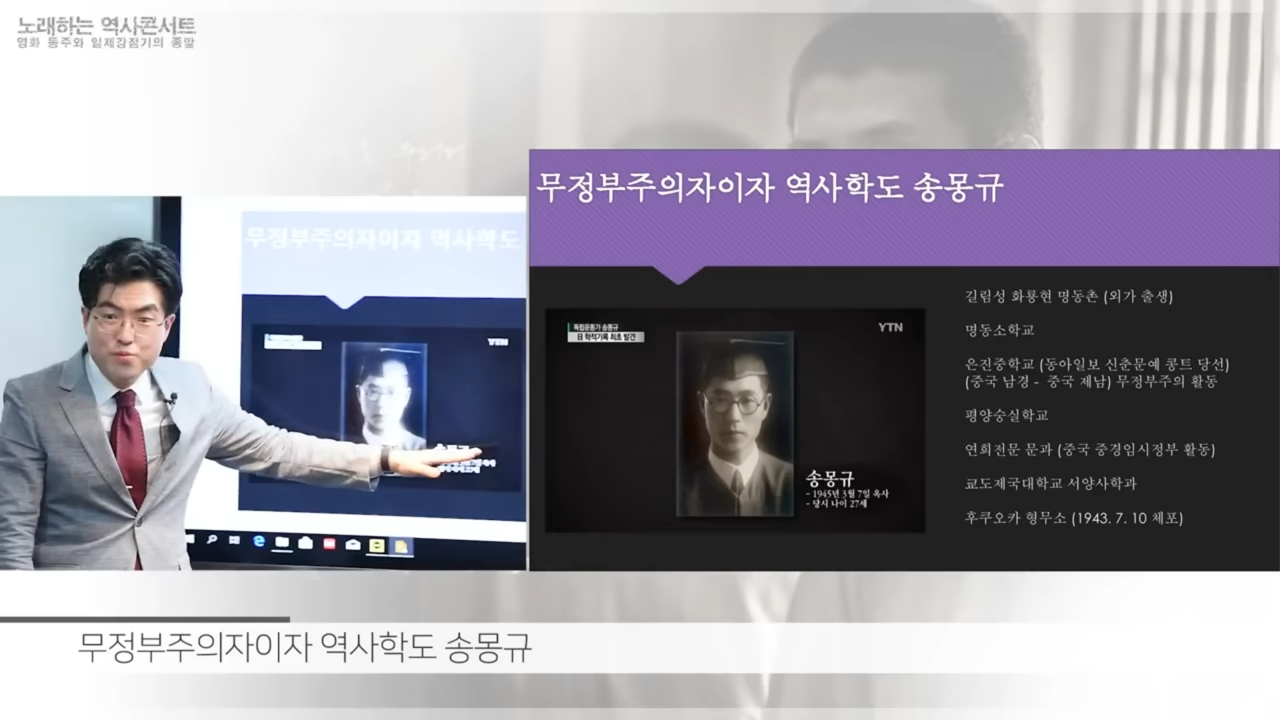 노래하는 역사콘서트
영화 동주와 일제강점기의 종말
무정부주의자이자 역사학도
YTN
송몽규
무정부주의자이자 역사학도 송몽규
독립운동가 송몽규
日 학적기록 최초 발견
YTN
송몽규
- 1945년 3월 7일 옥사
- 당시 나이 27세
길림성 화룡현 명동촌 (외가 출생)
명동소학교
은진중학교 (동아일보 신춘문예 콩트 당선)
(중국 남경 - 중국 제남) 무정부주의 활동
평양숭실학교
연희전문 문과 (중국 중경임시정부 활동)
쿄도제국대학교 서양사학과
후쿠오카 형무소 (1943. 7. 10 체포)
무정부주의자이자 역사학도 송몽규